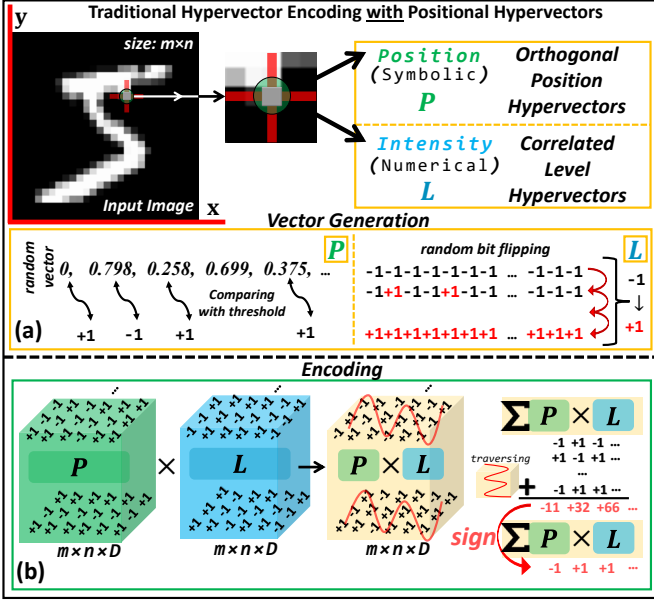 Traditional Hypervector Encoding with Positional Hypervectors
y
size: m×n
Input Image
x
Position
(Symbolic)
P
Orthogonal
Position
Hypervectors
Intensity
(Numerical)
L
Correlated
Level
Hypervectors
Vector Generation
random
vector
0, 0.798, 0.258, 0.699, 0.375, ...
P
Comparing
with threshold
+1 -1 +1 +1
(a)
random bit flipping
L
-1-1-1-1-1-1-1 ... -1-1-1
-1+1-1-1+1-1-1 ... -1-1-1
+1+1+1+1+1+1+1 ... +1+1+1
-1
↓
+1
Encoding
...
P × L → P × L
m×n×D m×n×D m×n×D
(b)
traversing
Σ P × L
-1 +1 -1 ...
+1 -1 +1 ...
...
+ -1 +1 +1 ...
-11 +32 +66 ...
sign
Σ P × L
-1 +1 +1 ...